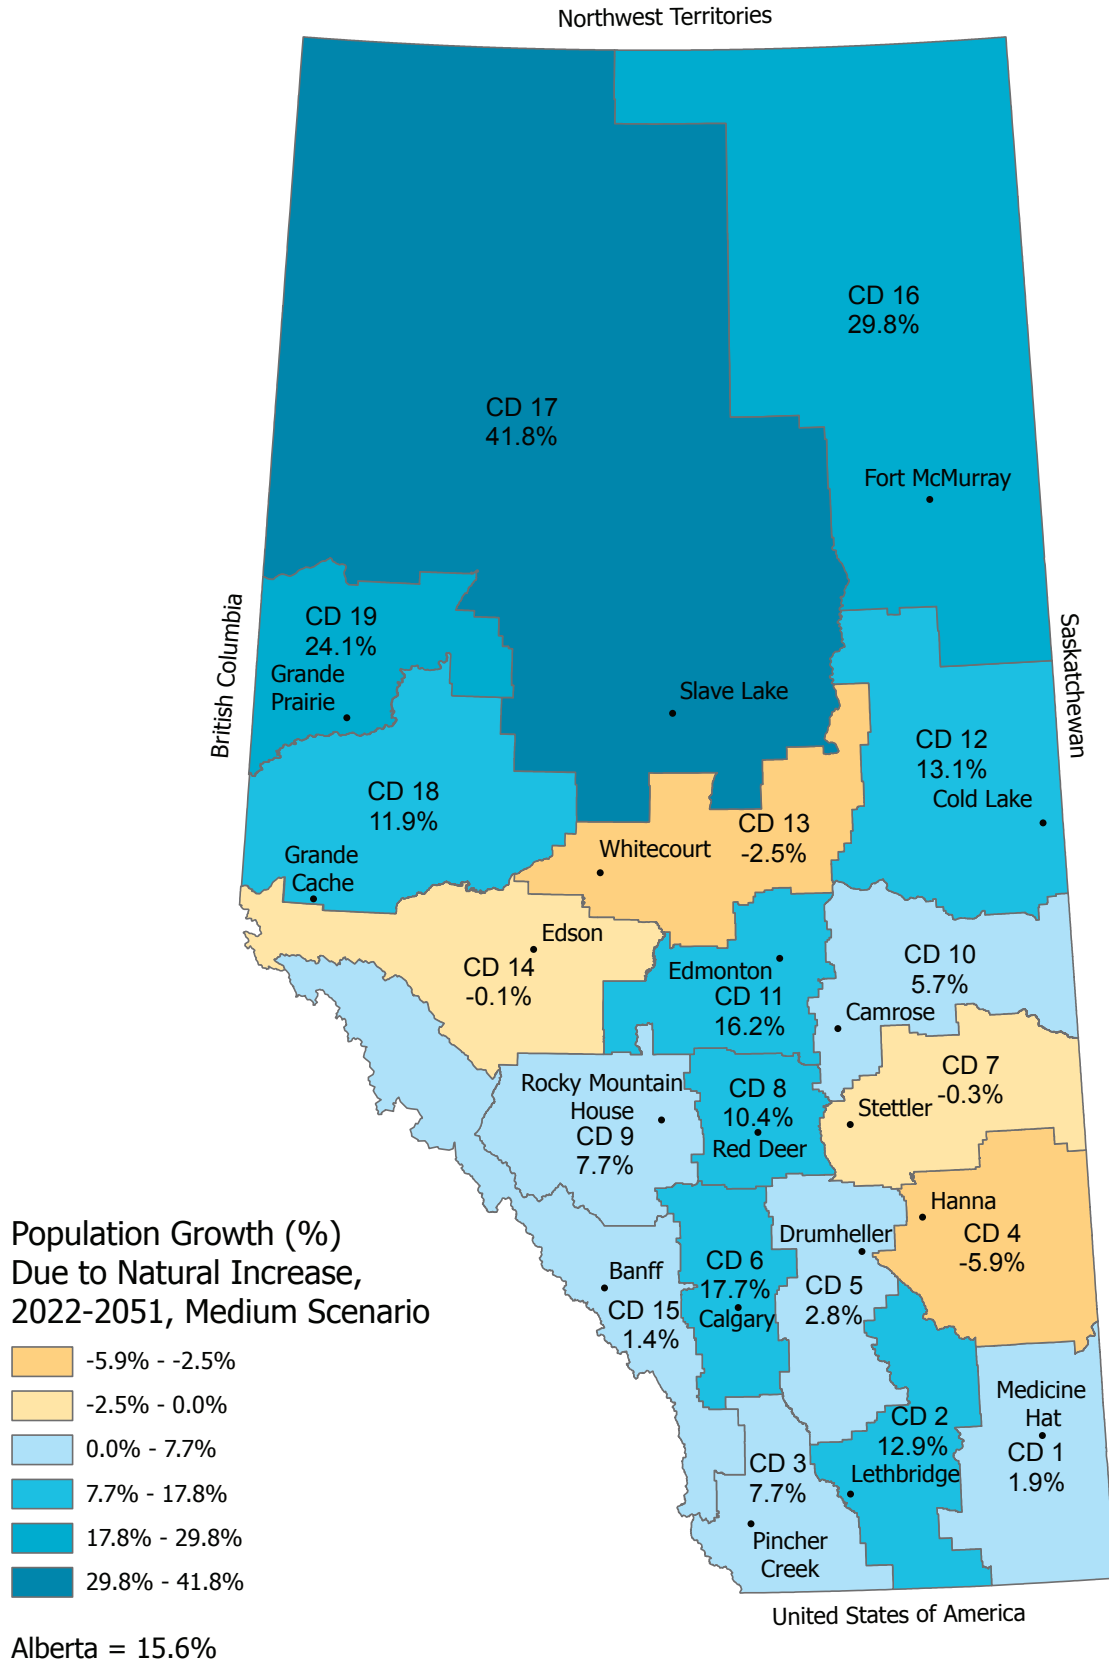 Northwest Territories
CD 16
29.8%
CD 17
41.8%
Fort McMurray
British Columbia
Saskatchewan
CD 19
24.1%
Grande
Prairie
Slave Lake
CD 12
13.1%
Cold Lake
CD 18
11.9%
CD 13
-2.5%
Whitecourt
Grande
Cache
Edson
CD 14
-0.1%
Edmonton
CD 11
16.2%
CD 10
5.7%
Camrose
CD 7
-0.3%
Stettler
Rocky Mountain
House
CD 9
7.7%
CD 8
10.4%
Red Deer
Hanna
CD 4
-5.9%
Drumheller
CD 5
2.8%
CD 6
17.7%
Calgary
Banff
CD 15
1.4%
Medicine
Hat
CD 1
1.9%
CD 2
12.9%
Lethbridge
CD 3
7.7%
Pincher
Creek
United States of America
Population Growth (%)
Due to Natural Increase,
2022-2051, Medium Scenario
-5.9% - -2.5%
-2.5% - 0.0%
0.0% - 7.7%
7.7% - 17.8%
17.8% - 29.8%
29.8% - 41.8%
Alberta = 15.6%